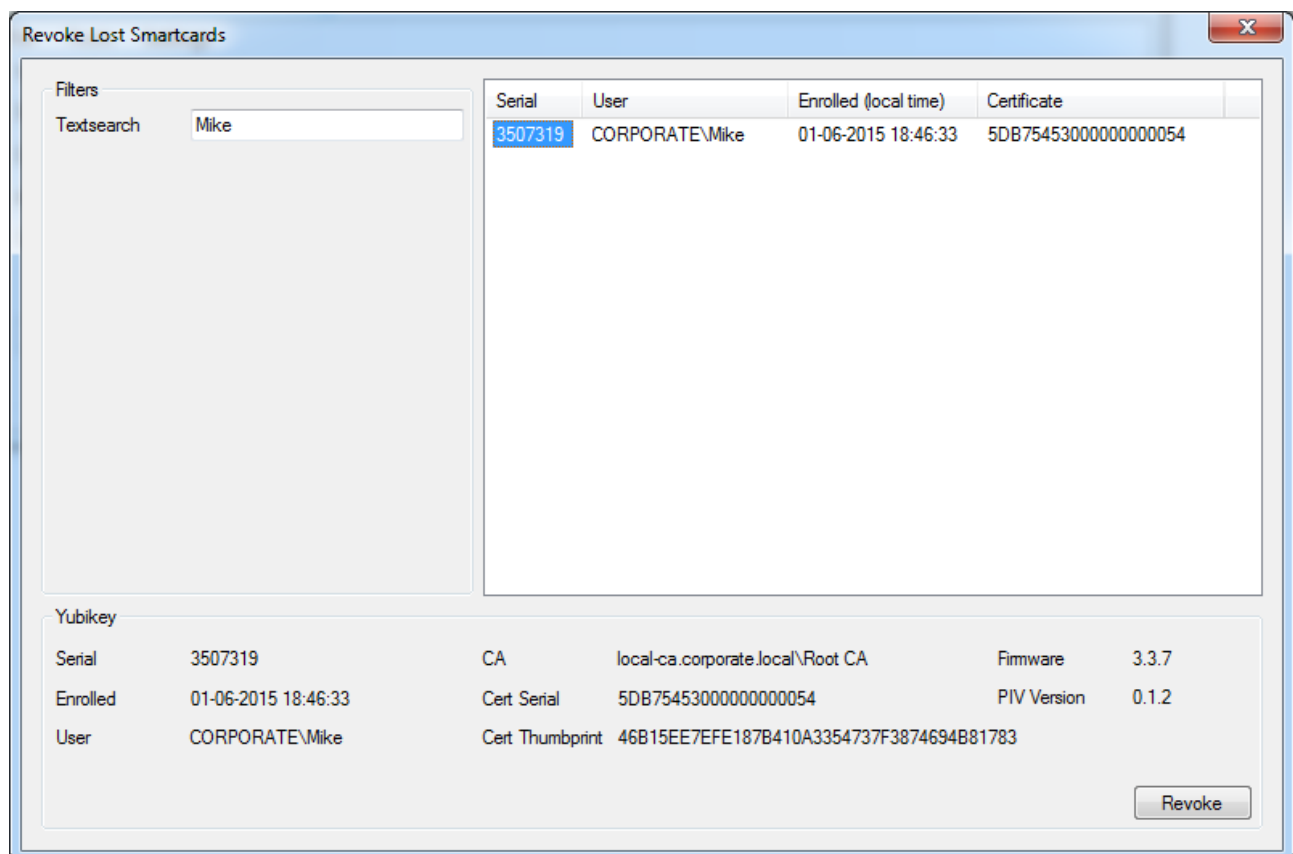 Revoke Lost Smartcards
Filters
Textsearch Mike
Serial User Enrolled (local time) Certificate
3507319 CORPORATE\Mike 01-06-2015 18:46:33 5DB75453000000000054
Yubikey
Serial 3507319 CA local-ca.corporate.local\Root CA Firmware 3.3.7
Enrolled 01-06-2015 18:46:33 Cert Serial 5DB75453000000000054 PIV Version 0.1.2
User CORPORATE\Mike Cert Thumbprint 46B15EE7EFE187B410A3354737F3874694B81783
Revoke